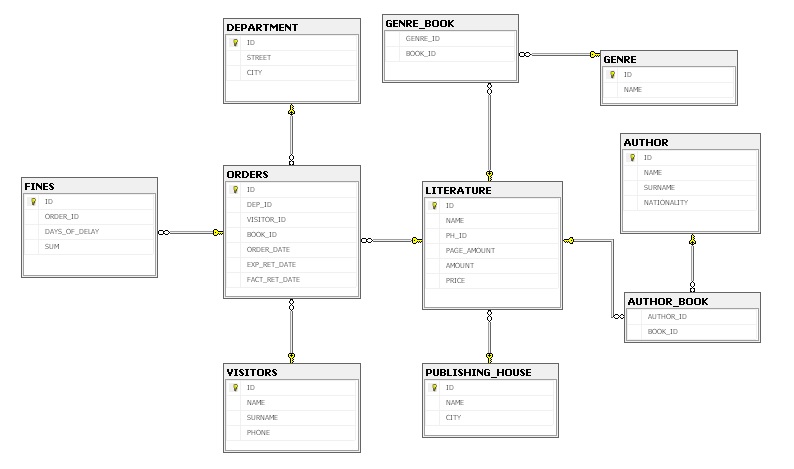 DEPARTMENT
ID
STREET
CITY
GENRE_BOOK
GENRE_ID
BOOK_ID
GENRE
ID
NAME
AUTHOR
ID
NAME
SURNAME
NATIONALITY
FINES
ID
ORDER_ID
DAYS_OF_DELAY
SUM
ORDERS
ID
DEP_ID
VISITOR_ID
BOOK_ID
ORDER_DATE
EXP_RET_DATE
FACT_RET_DATE
LITERATURE
ID
NAME
PH_ID
PAGE_AMOUNT
AMOUNT
PRICE
AUTHOR_BOOK
AUTHOR_ID
BOOK_ID
VISITORS
ID
NAME
SURNAME
PHONE
PUBLISHING_HOUSE
ID
NAME
CITY